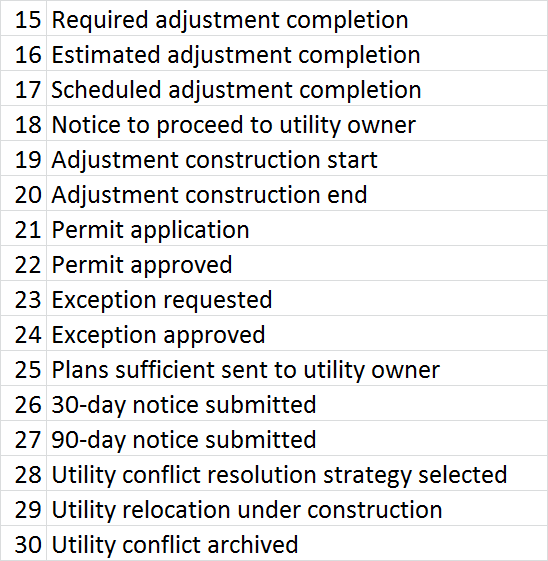 15 Required adjustment completion
16 Estimated adjustment completion
17 Scheduled adjustment completion
18 Notice to proceed to utility owner
19 Adjustment construction start
20 Adjustment construction end
21 Permit application
22 Permit approved
23 Exception requested
24 Exception approved
25 Plans sufficient sent to utility owner
26 30-day notice submitted
27 90-day notice submitted
28 Utility conflict resolution strategy selected
29 Utility relocation under construction
30 Utility conflict archived